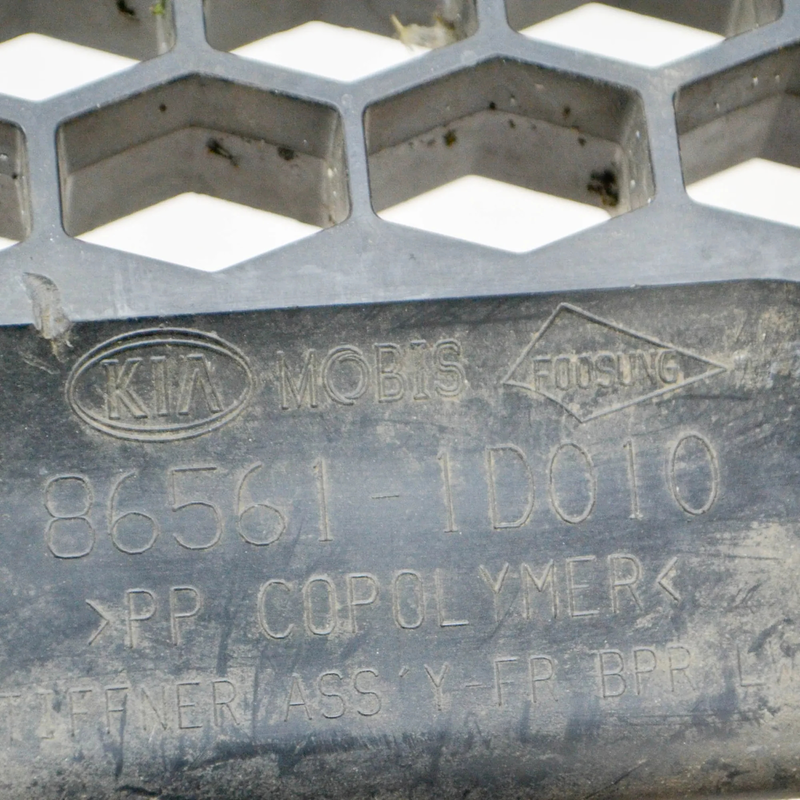 KIA MOBIS FOOSUNG
86561-1D010
>PP COPOLYMER<
TIFFNER ASS'Y-FR BPR